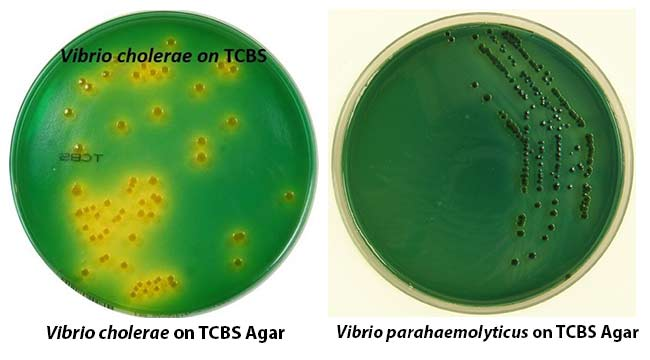 Vibrio cholerae on TCBS
TCBS
Vibrio cholerae on TCBS Agar
Vibrio parahaemolyticus on TCBS Agar